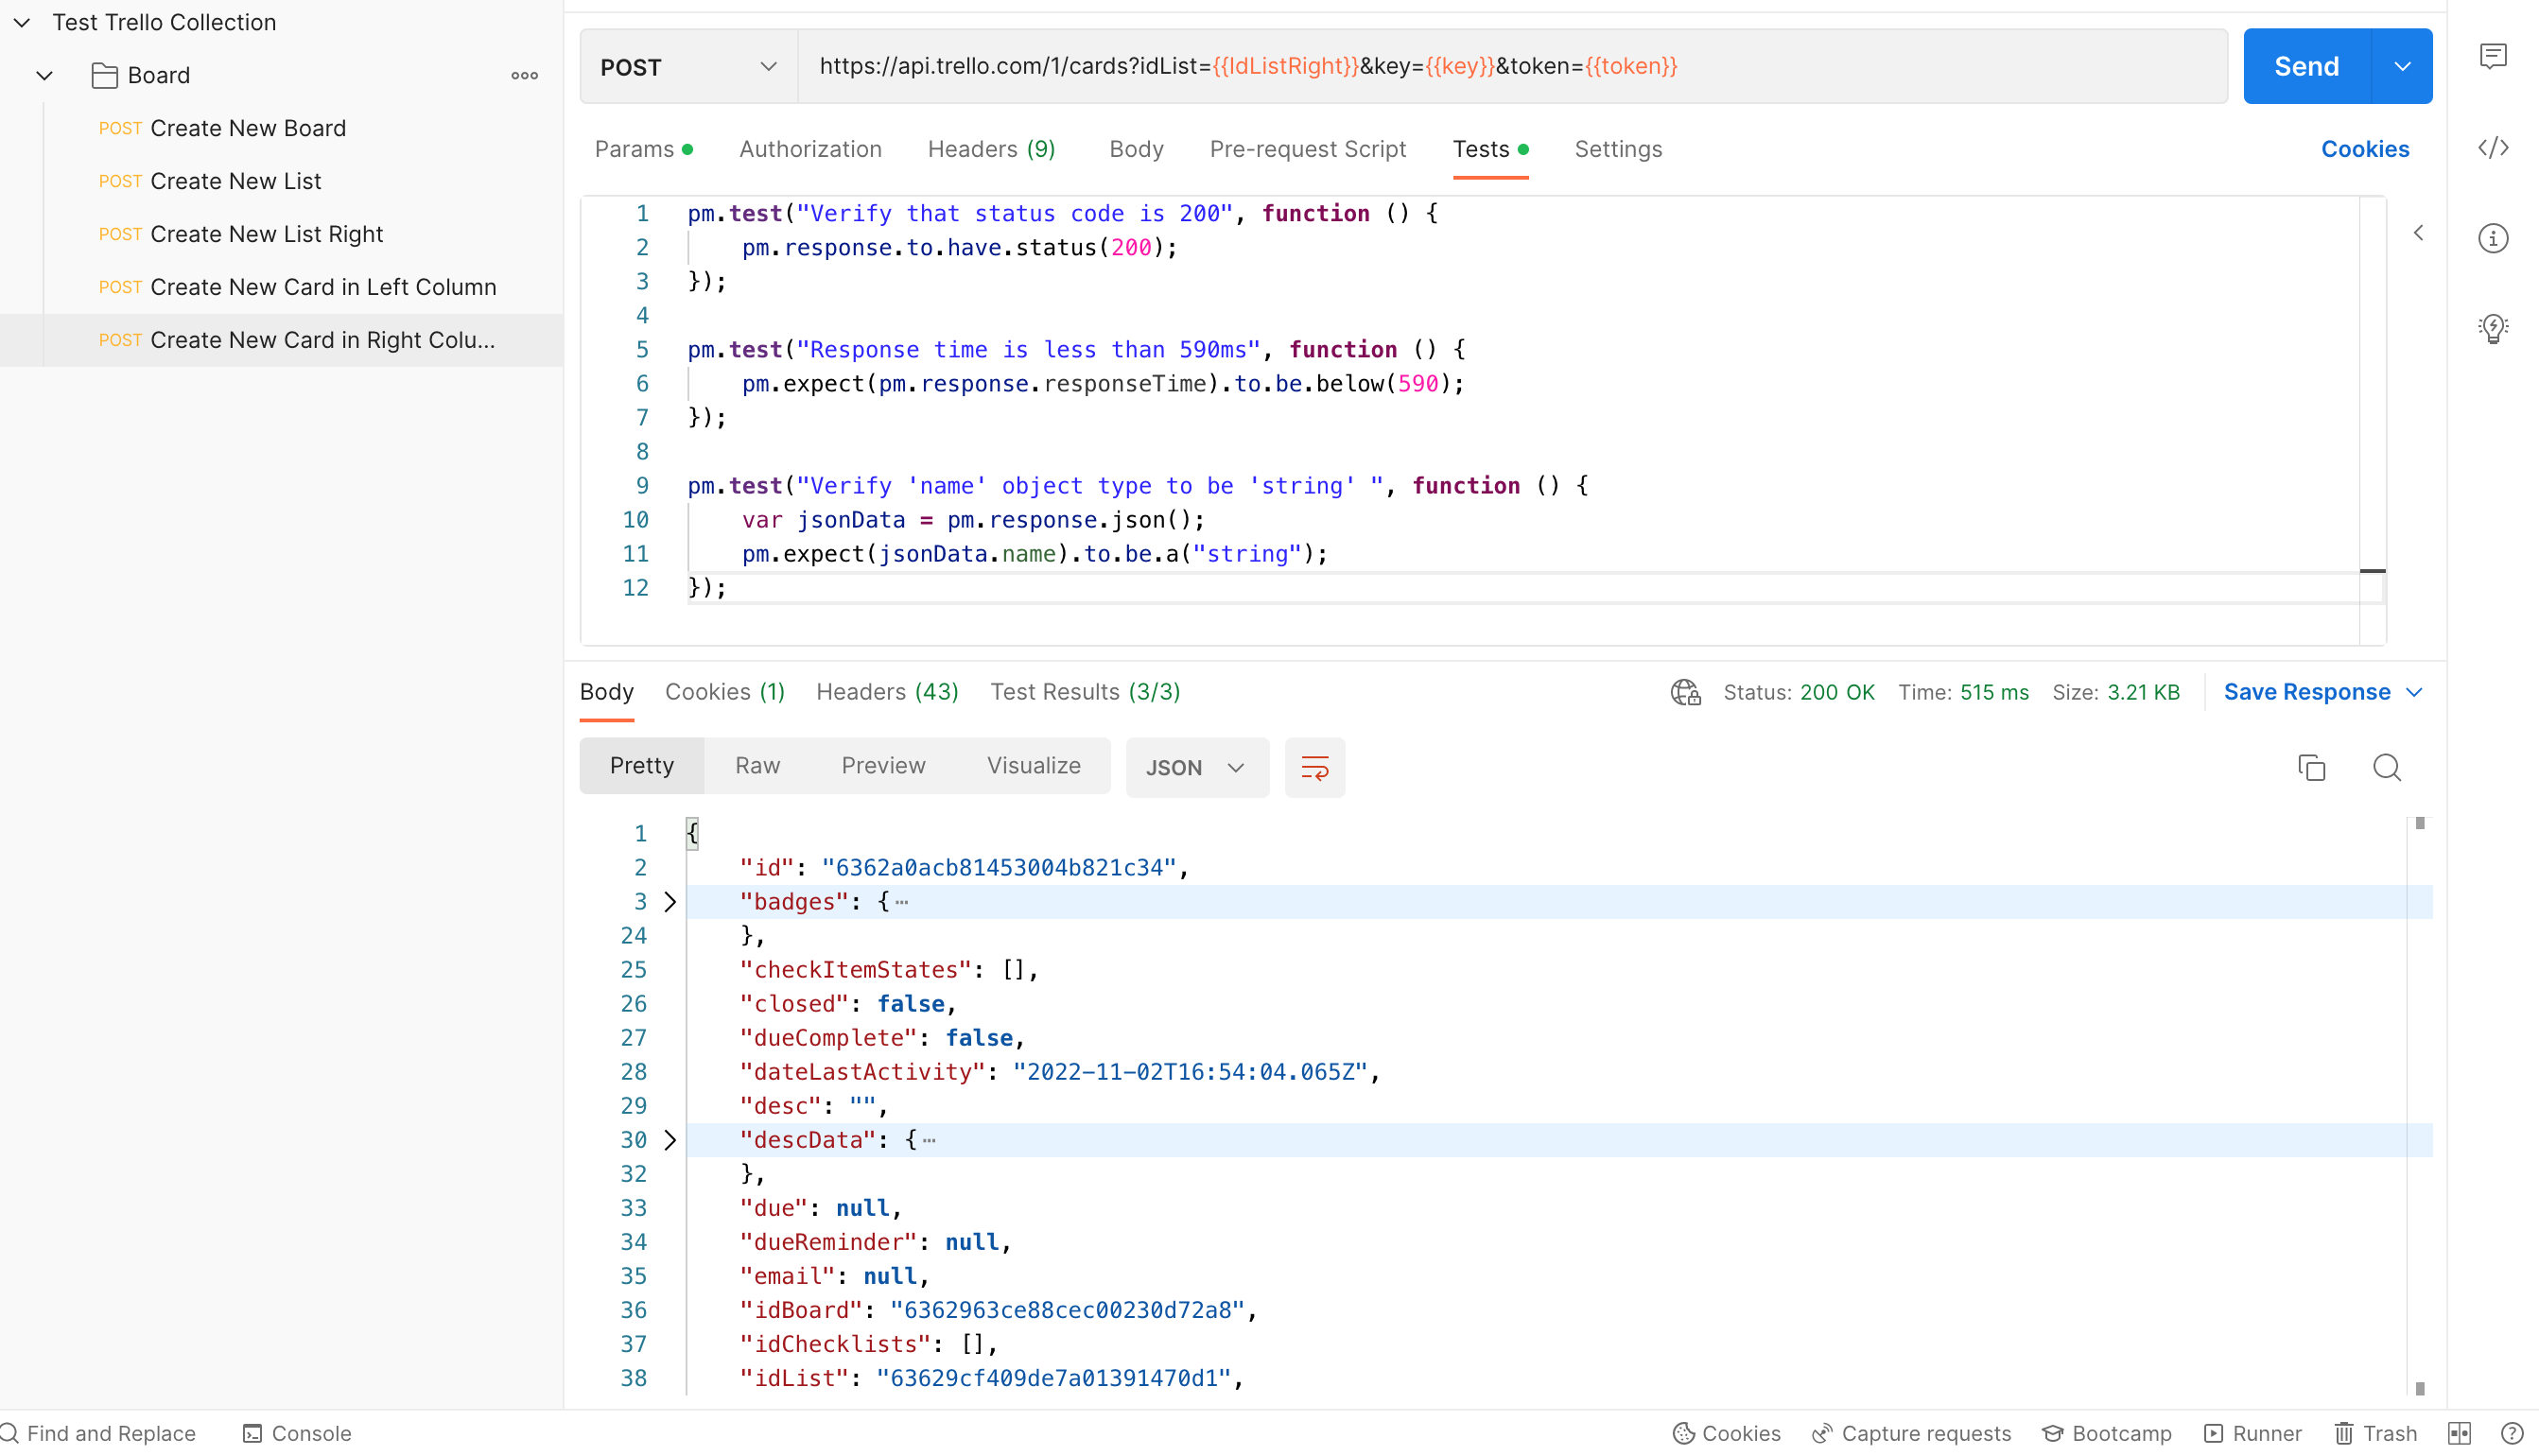 Test Trello Collection
Board
POST Create New Board
POST Create New List
POST Create New List Right
POST Create New Card in Left Column
POST Create New Card in Right Colu...
POST https://api.trello.com/1/cards?idList={{IdListRight}}&key={{key}}&token={{token}} Send
Params Authorization Headers (9) Body Pre-request Script Tests Settings Cookies
1 pm.test("Verify that status code is 200", function () {
2 pm.response.to.have.status(200);
3 });
4
5 pm.test("Response time is less than 590ms", function () {
6 pm.expect(pm.response.responseTime).to.be.below(590);
7 });
8
9 pm.test("Verify 'name' object type to be 'string' ", function () {
10 var jsonData = pm.response.json();
11 pm.expect(jsonData.name).to.be.a("string");
12 });
Body Cookies (1) Headers (43) Test Results (3/3) Status: 200 OK Time: 515 ms Size: 3.21 KB Save Response
Pretty Raw Preview Visualize JSON
1 {
2 "id": "6362a0acb81453004b821c34",
3 "badges": { ⋯
24 },
25 "checkItemStates": [],
26 "closed": false,
27 "dueComplete": false,
28 "dateLastActivity": "2022-11-02T16:54:04.065Z",
29 "desc": "",
30 "descData": { ⋯
32 },
33 "due": null,
34 "dueReminder": null,
35 "email": null,
36 "idBoard": "6362963ce88cec00230d72a8",
37 "idChecklists": [],
38 "idList": "63629cf409de7a01391470d1",
Find and Replace Console Cookies Capture requests Bootcamp Runner Trash